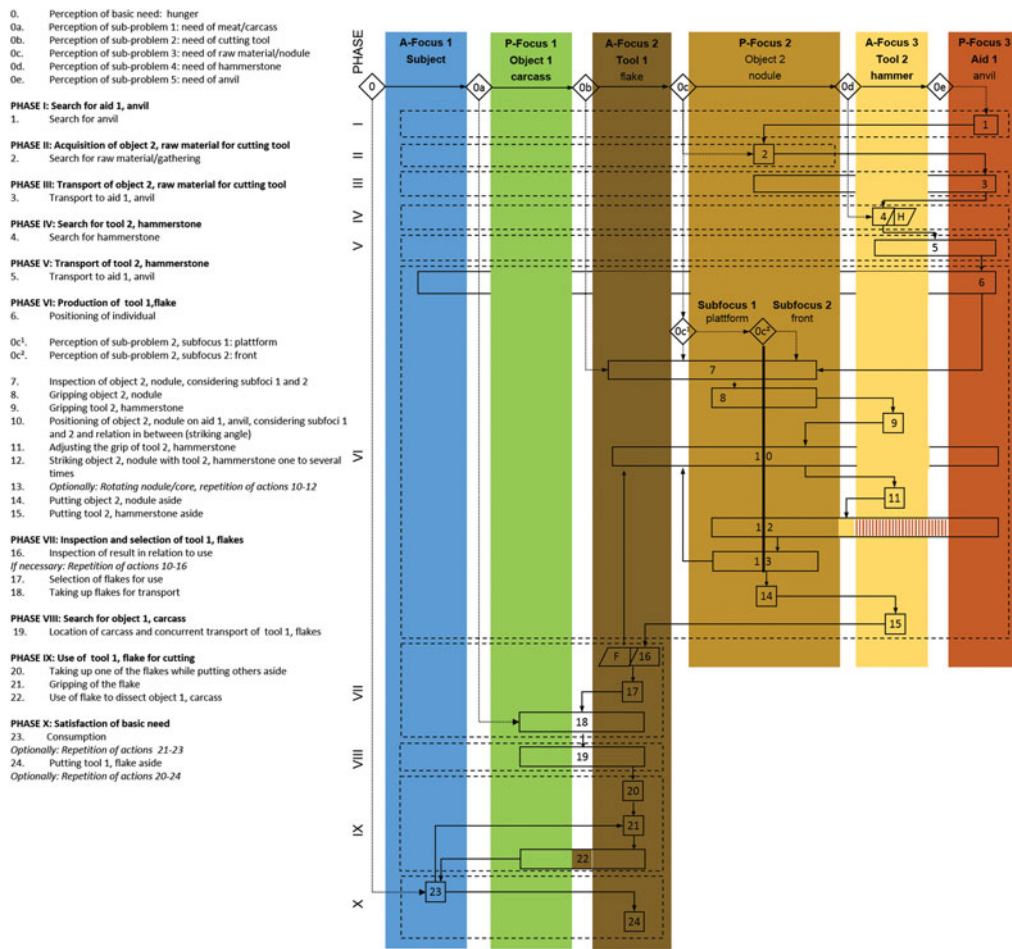 0. Perception of basic need: hunger
0a. Perception of sub-problem 1: need of meat/carcass
0b. Perception of sub-problem 2: need of cutting tool
0c. Perception of sub-problem 3: need of raw material/nodule
0d. Perception of sub-problem 4: need of hammerstone
0e. Perception of sub-problem 5: need of anvil
PHASE I: Search for aid 1, anvil
1. Search for anvil
PHASE II: Acquisition of object 2, raw material for cutting tool
2. Search for raw material/gathering
PHASE III: Transport of object 2, raw material for cutting tool
3. Transport to aid 1, anvil
PHASE IV: Search for tool 2, hammerstone
4. Search for hammerstone
PHASE V: Transport of tool 2, hammerstone
5. Transport to aid 1, anvil
PHASE VI: Production of tool 1,flake
6. Positioning of individual
0c¹. Perception of sub-problem 2, subfocus 1: plattform
0c². Perception of sub-problem 2, subfocus 2: front
7. Inspection of object 2, nodule, considering subfoci 1 and 2
8. Gripping object 2, nodule
9. Gripping tool 2, hammerstone
10. Positioning of object 2, nodule on aid 1, anvil, considering subfoci 1
and 2 and relation in between (striking angle)
11. Adjusting the grip of tool 2, hammerstone
12. Striking object 2, nodule with tool 2, hammerstone one to several
times
13. Optionally: Rotating nodule/core, repetition of actions 10-12
14. Putting object 2, nodule aside
15. Putting tool 2, hammerstone aside
PHASE VII: Inspection and selection of tool 1, flakes
16. Inspection of result in relation to use
If necessary: Repetition of actions 10-16
17. Selection of flakes for use
18. Taking up flakes for transport
PHASE VIII: Search for object 1, carcass
19. Location of carcass and concurrent transport of tool 1, flakes
PHASE IX: Use of tool 1, flake for cutting
20. Taking up one of the flakes while putting others aside
21. Gripping of the flake
22. Use of flake to dissect object 1, carcass
PHASE X: Satisfaction of basic need
23. Consumption
Optionally: Repetition of actions 21-23
24. Putting tool 1, flake aside
Optionally: Repetition of actions 20-24
PHASE
A-Focus 1
Subject
P-Focus 1
Object 1
carcass
A-Focus 2
Tool 1
flake
P-Focus 2
Object 2
nodule
A-Focus 3
Tool 2
hammer
P-Focus 3
Aid 1
anvil
0
0a
0b
0c
0d
0e
I
1
II
2
III
3
IV
4
H
V
5
6
Subfocus 1
plattform
Subfocus 2
front
0c¹
0c²
7
8
9
VI
10
11
12
13
14
15
F
16
VII
17
18
VIII
19
20
IX
21
22
X
23
24